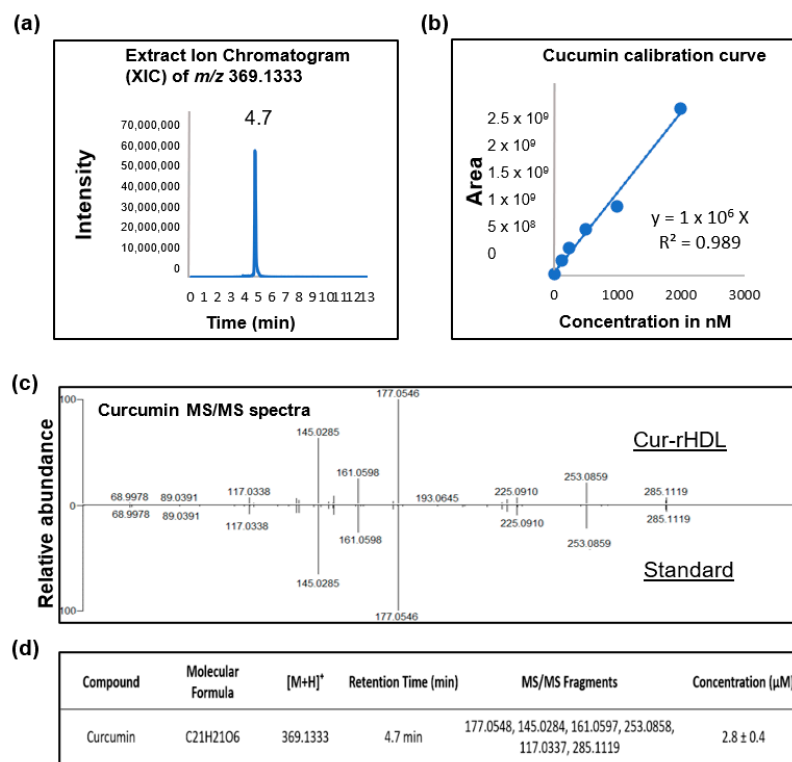 (a)
Extract Ion Chromatogram
(XIC) of m/z 369.1333
4.7
70,000,000
60,000,000
50,000,000
40,000,000
30,000,000
20,000,000
10,000,000
0
Intensity
0 1 2 3 4 5 6 7 8 9 10 11 12 13
Time (min)
(b)
Cucumin calibration curve
2.5 x 10⁹
2 x 10⁹
1.5 x 10⁹
1 x 10⁹
5 x 10⁸
0
Area
y = 1 x 10⁶ X
R² = 0.989
0 1000 2000 3000
Concentration in nM
(c)
Curcumin MS/MS spectra
Relative abundance
100
0
100
177.0546
145.0285
161.0598
117.0338
68.9978
89.0391
193.0645
225.0910
253.0859
285.1119
Cur-rHDL
68.9978
89.0391
117.0338
161.0598
145.0285
177.0546
225.0910
253.0859
285.1119
Standard
(d)
Compound Molecular Formula [M+H]⁺ Retention Time (min) MS/MS Fragments Concentration (µM)
Curcumin C21H21O6 369.1333 4.7 min 177.0548, 145.0284, 161.0597, 253.0858, 2.8 ± 0.4
117.0337, 285.1119